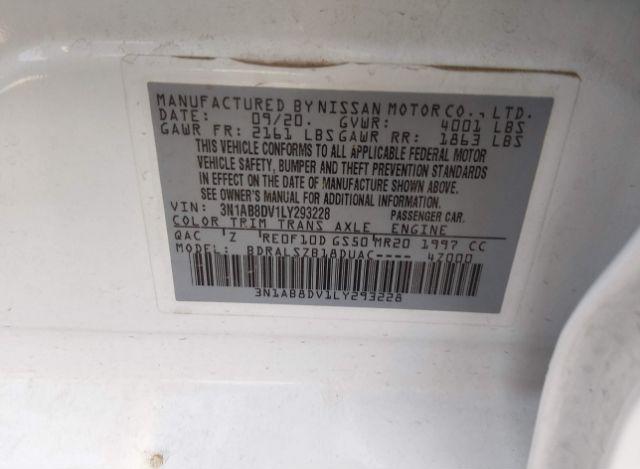 MANUFACTURED BY NISSAN MOTOR CO., LTD.
DATE: 09/20. GVWR: 4001 LBS
GAWR FR: 2161 LBS GAWR RR: 1863 LBS
THIS VEHICLE CONFORMS TO ALL APPLICABLE FEDERAL MOTOR
VEHICLE SAFETY, BUMPER AND THEFT PREVENTION STANDARDS
IN EFFECT ON THE DATE OF MANUFACTURE SHOWN ABOVE.
SEE OWNER'S MANUAL FOR ADDITIONAL INFORMATION.
VIN: 3N1AB8DV1LY293228 PASSENGER CAR.
COLOR TRIM TRANS AXLE ENGINE
QAC Z RE0F10D GS50 MR20 1997 CC
MODEL: BDRALSZB18DUAC---- 4Z000
3N1AB8DV1LY293228